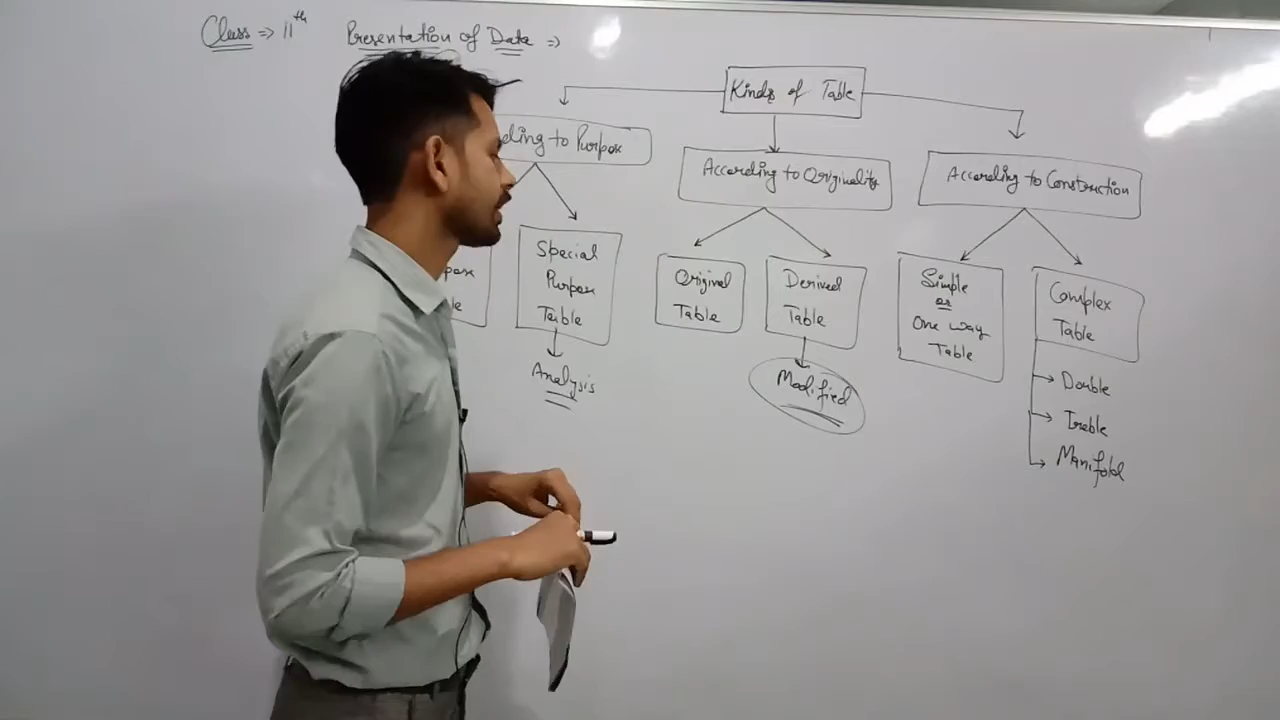 Class => 11th Presentation of Data =>
Kinds of Table
ding to Purpose
According to Originality
According to Construction
Special
Purpose
Table
Original
Table
Derived
Table
Simple
or
One way
Table
Complex
Table
Analysis
Modified
Double
Treble
Manifold